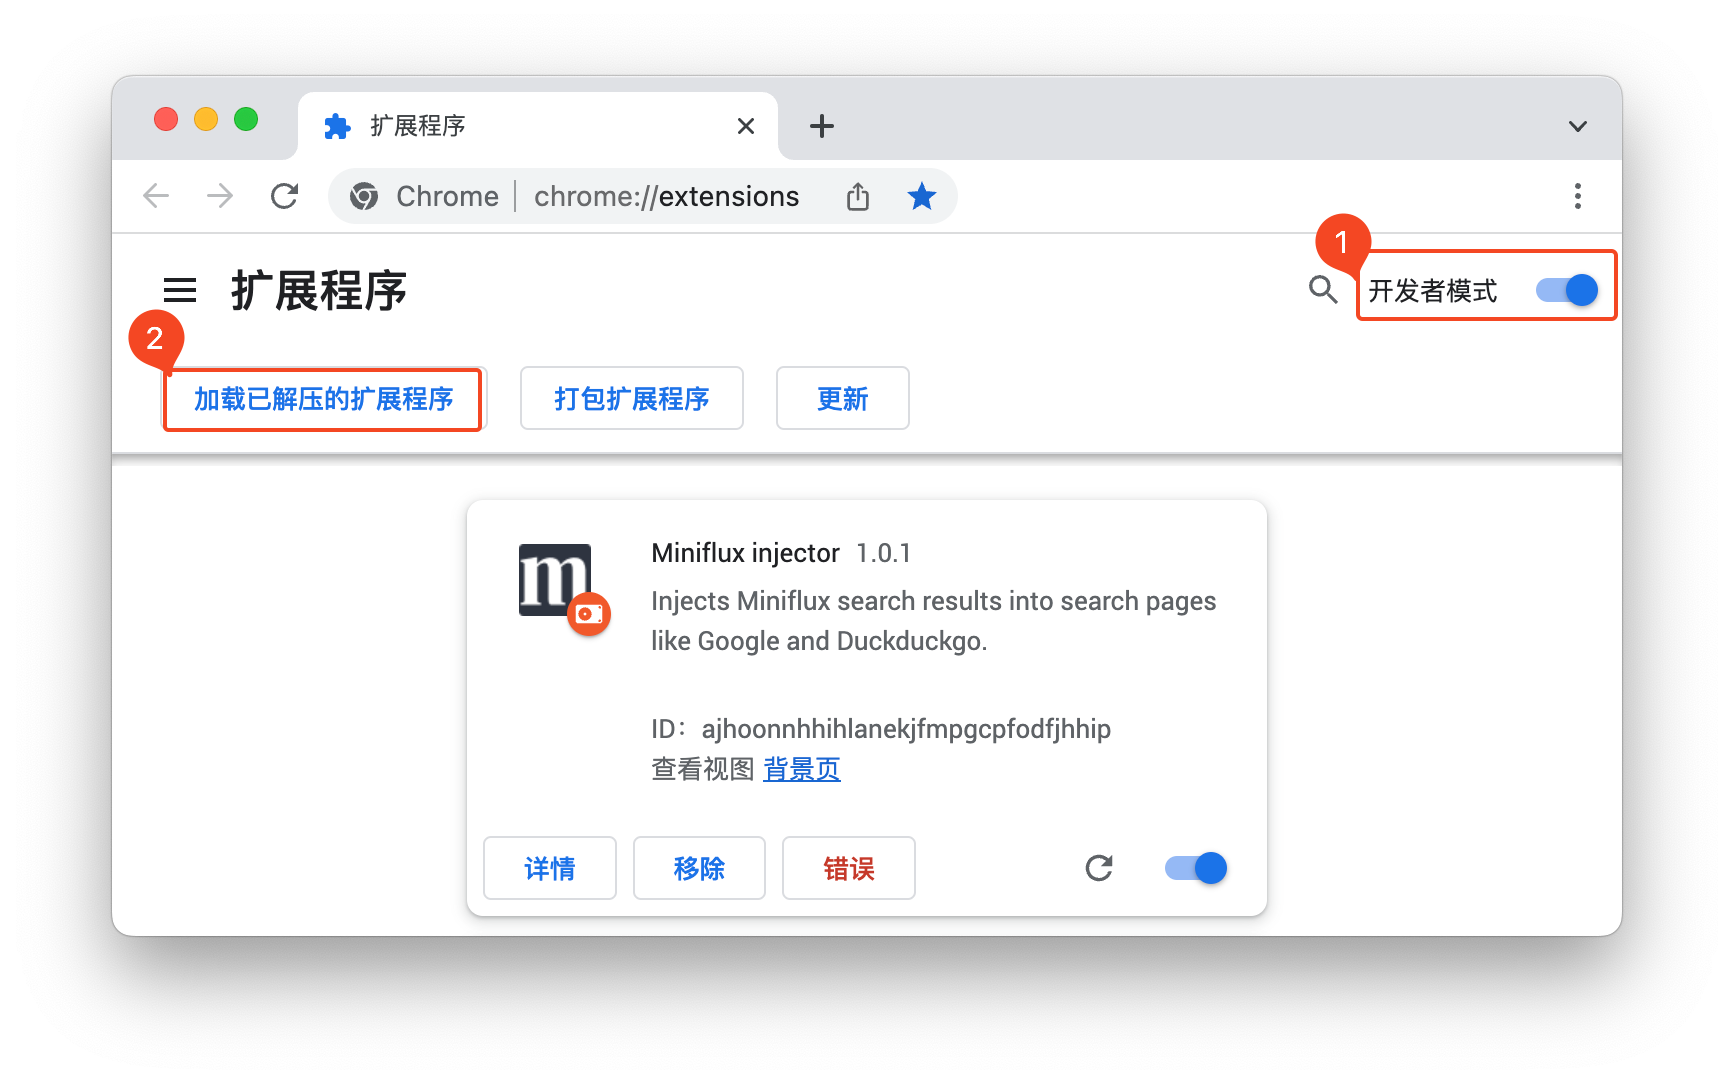 扩展程序
Chrome chrome://extensions
扩展程序
1
开发者模式
2
加载已解压的扩展程序 打包扩展程序 更新
m
Miniflux injector 1.0.1
Injects Miniflux search results into search pages
like Google and Duckduckgo.
ID：ajhoonnhhihlanekjfmpgcpfodfjhhip
查看视图 背景页
详情 移除 错误